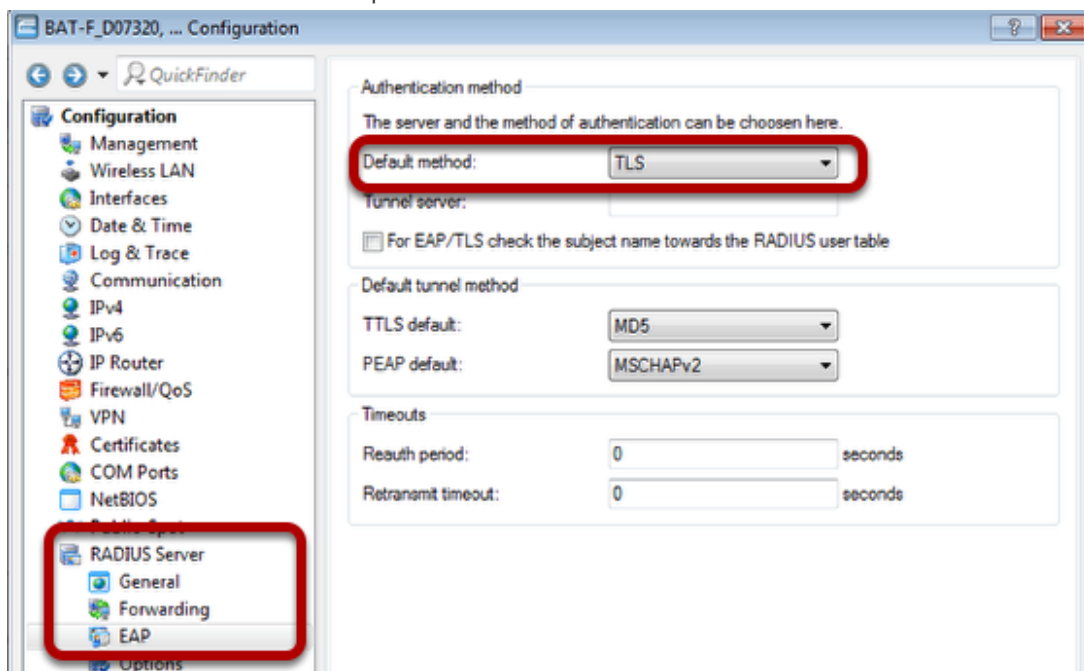 BAT-F_D07320, ... Configuration
QuickFinder
Configuration
Management
Wireless LAN
Interfaces
Date & Time
Log & Trace
Communication
IPv4
IPv6
IP Router
Firewall/QoS
VPN
Certificates
COM Ports
NetBIOS
Public Spot
RADIUS Server
General
Forwarding
EAP
Options
Authentication method
The server and the method of authentication can be choosen here.
Default method: TLS
Tunnel server:
For EAP/TLS check the subject name towards the RADIUS user table
Default tunnel method
TTLS default: MD5
PEAP default: MSCHAPv2
Timeouts
Reauth period: 0 seconds
Retransmit timeout: 0 seconds